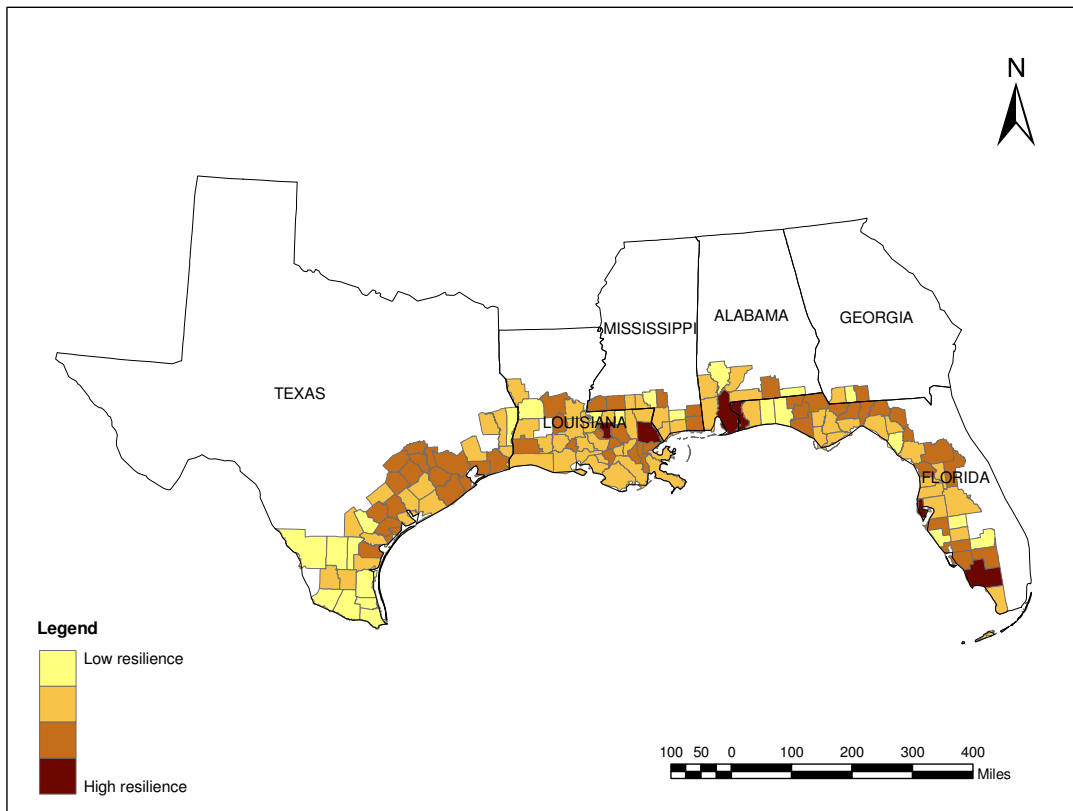 N
MISSISSIPPI
ALABAMA
GEORGIA
TEXAS
LOUISIANA
FLORIDA
Legend
Low resilience
High resilience
100 50 0 100 200 300 400
Miles